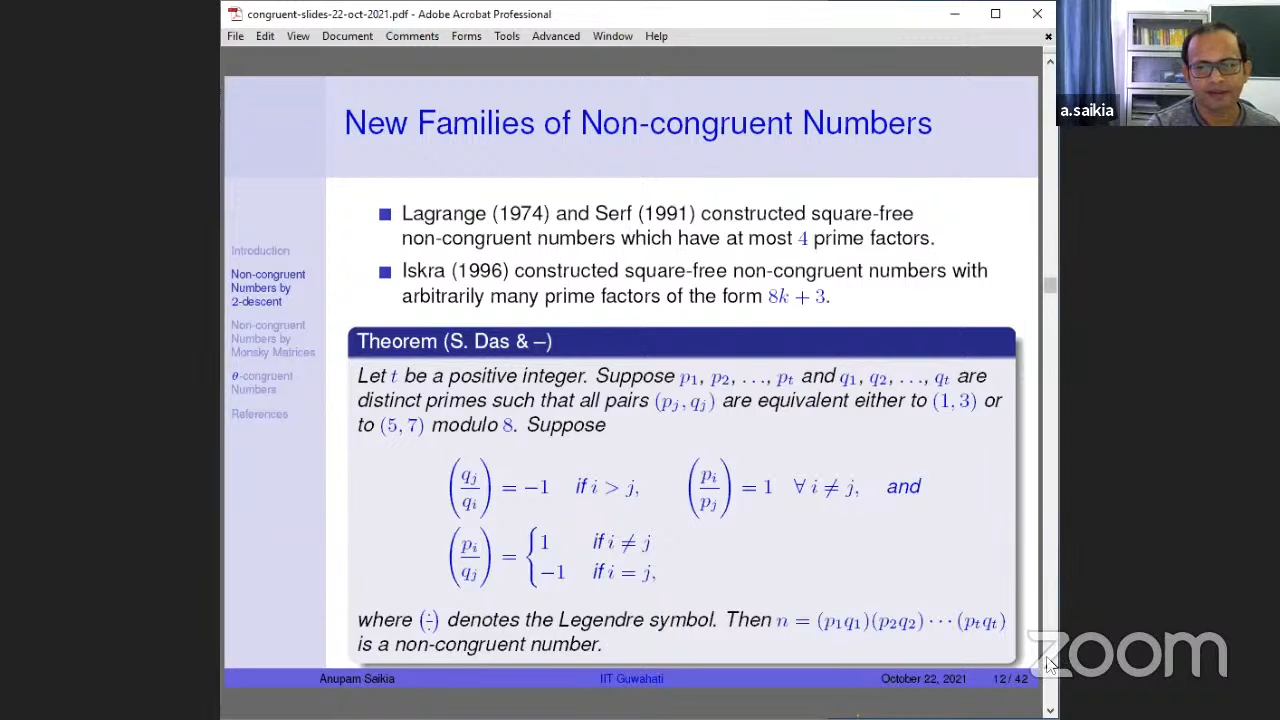 congruent-slides-22-oct-2021.pdf - Adobe Acrobat Professional
File Edit View Document Comments Forms Tools Advanced Window Help
a.saikia
New Families of Non-congruent Numbers
Introduction
Non-congruent
Numbers by
2-descent
Non-congruent
Numbers by
Monsky Matrices
θ-congruent
Numbers
References
Lagrange (1974) and Serf (1991) constructed square-free
non-congruent numbers which have at most 4 prime factors.
Iskra (1996) constructed square-free non-congruent numbers with
arbitrarily many prime factors of the form 8k + 3.
Theorem (S. Das & –)
Let t be a positive integer. Suppose p₁, p₂, ..., pₜ and q₁, q₂, ..., qₜ are
distinct primes such that all pairs (pⱼ, qⱼ) are equivalent either to (1, 3) or
to (5, 7) modulo 8. Suppose
(qⱼ/qᵢ) = −1 if i > j, (pᵢ/pⱼ) = 1 ∀ i ≠ j, and
(pᵢ/qⱼ) = { 1 if i ≠ j
−1 if i = j,
where (:) denotes the Legendre symbol. Then n = (p₁q₁)(p₂q₂) ··· (pₜqₜ)
is a non-congruent number.
Anupam Saikia IIT Guwahati October 22, 2021 12 / 42
zoom